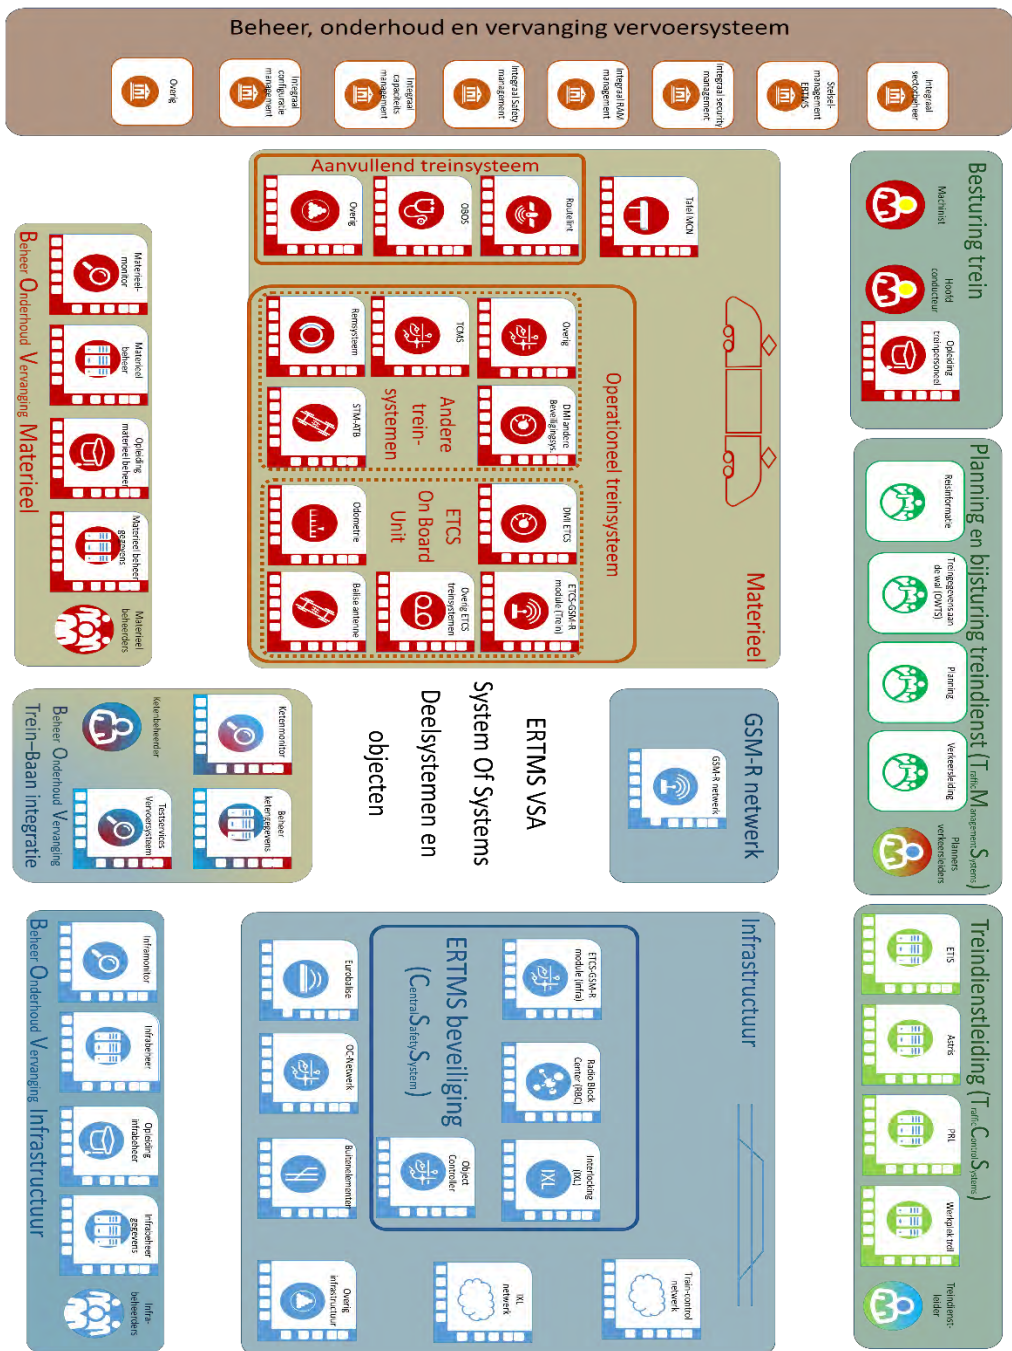 Beheer, onderhoud en vervanging vervoersysteem
Overig
Integraal
configuratie
management
Integraal
capaciteits
management
Integraal Safety
management
Integraal RAM
management
Integraal security
management
Stelsel-
management
ERTMS
Integraal
sectorbeheer
Besturing trein
Machinist
Hoofd
conducteur
Opleiding
treinpersoneel
Planning en bijsturing treindienst (TrafficManagementSystems)
Reisinformatie
Treingegevens aan
de wal (OWTS)
Planning
Verkeersleiding
Planners
verkeersleiders
Treindienstleiding (TrafficControlSystems)
ETIS
Astris
PRL
Werkplek trdl
Treindienst-
leider
Materieel
Tafel MCN
Aanvullend treinsysteem
Routelint
OBOS
Overig
Operationeel treinsysteem
Overig
TCMS
Remsysteem
DMI andere
Beveiligingsys.
Andere
trein-
systemen
STM-ATB
DMI ETCS
ETCS
On Board
Unit
Odometrie
ETCS-GSM-R
module (Trein)
Overig ETCS
treinsystemen
Balise antenne
GSM-R netwerk
GSM-R netwerk
ERTMS VSA
System Of Systems
Deelsystemen en
objecten
Infrastructuur
ETCS-GSM-R
module (infra)
Radio Block
Center (RBC)
Interlocking
(IXL)
IXL
ERTMS beveiliging
(CentralSafetySystem)
Object
Controller
Eurobalise
OC-Netwerk
Buitenelementen
Train-control
netwerk
IXL
netwerk
Overig
infrastructuur
Materieel-
monitor
Materieel
beheer
Opleiding
materieel beheer
Materieel beheer
gegevens
Materieel
beheerders
Beheer Onderhoud Vervanging Materieel
Ketenmonitor
Beheer
ketengegevens
Ketenbeheerder
Testservices
Vervoersysteem
Beheer Onderhoud Vervanging
Trein–Baan integratie
Inframonitor
Infrabeheer
Opleiding
infrabeheer
Infrabeheer
gegevens
Infra-
beheerders
Beheer Onderhoud Vervanging Infrastructuur